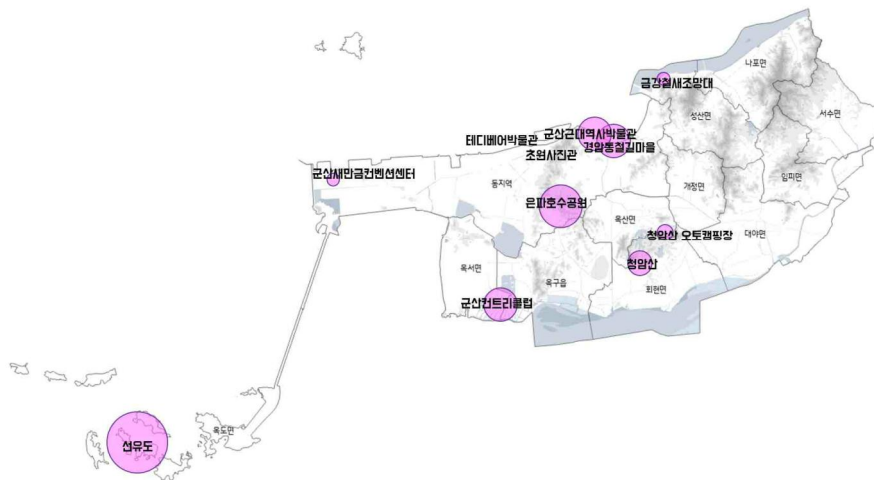 나포면
금강철새조망대
성산면
서수면
군산근대역사박물관
테디베어박물관
경암동철길마을
초원사진관
임피면
군산새만금컨벤션센터
동지역
개정면
은파호수공원
옥산면
청암산 오토캠핑장
대야면
옥서면
청암산
옥구읍
회현면
군산컨트리클럽
옥도면
선유도